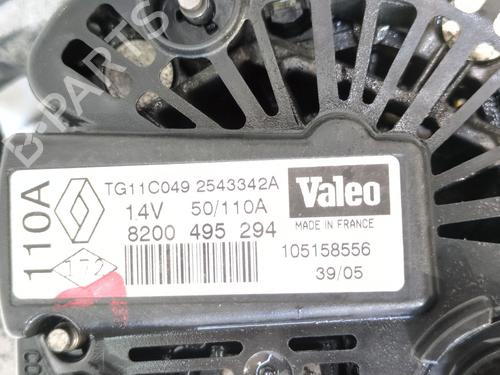 110A
TG11C049 2543342A
14V 50/110A
8200 495 294
Valeo
MADE IN FRANCE
105158556
39/05
B-PARTS